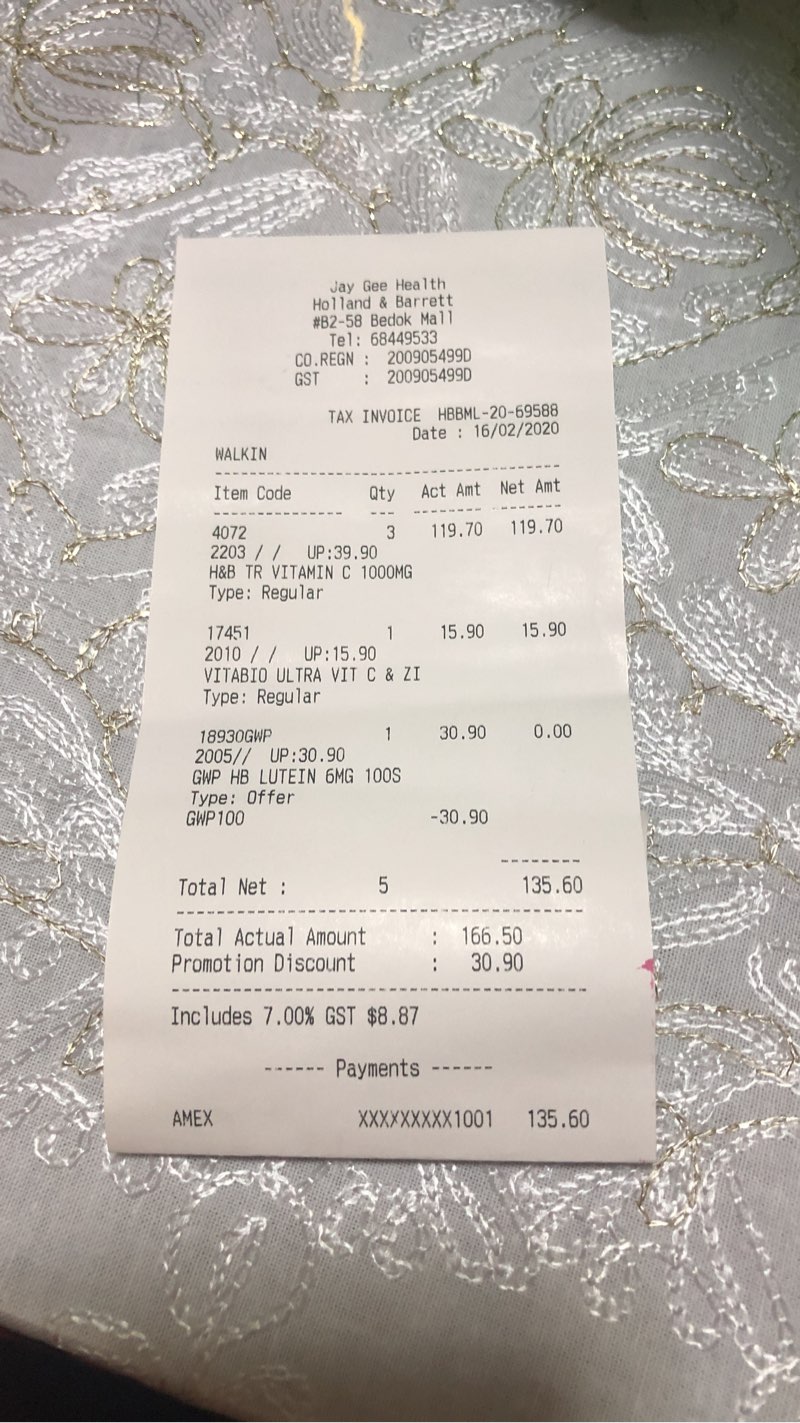 Jay Gee Health
Holland & Barrett
#B2-58 Bedok Mall
Tel: 68449533
CO.REGN : 200905499D
GST : 200905499D
TAX INVOICE HBBML-20-69588
Date : 16/02/2020
WALKIN
Item Code Qty Act Amt Net Amt
4072 3 119.70 119.70
2203 / / UP:39.90
H&B TR VITAMIN C 1000MG
Type: Regular
17451 1 15.90 15.90
2010 / / UP:15.90
VITABIO ULTRA VIT C & ZI
Type: Regular
18930GWP 1 30.90 0.00
2005// UP:30.90
GWP HB LUTEIN 6MG 100S
Type: Offer
GWP100 -30.90
Total Net : 5 135.60
Total Actual Amount : 166.50
Promotion Discount : 30.90
Includes 7.00% GST $8.87
------ Payments ------
AMEX XXXXXXXXX1001 135.60